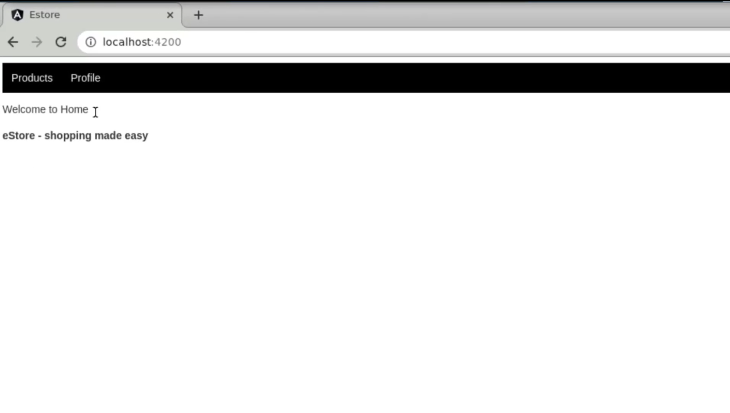 Estore
localhost:4200
Products Profile
Welcome to Home
eStore - shopping made easy